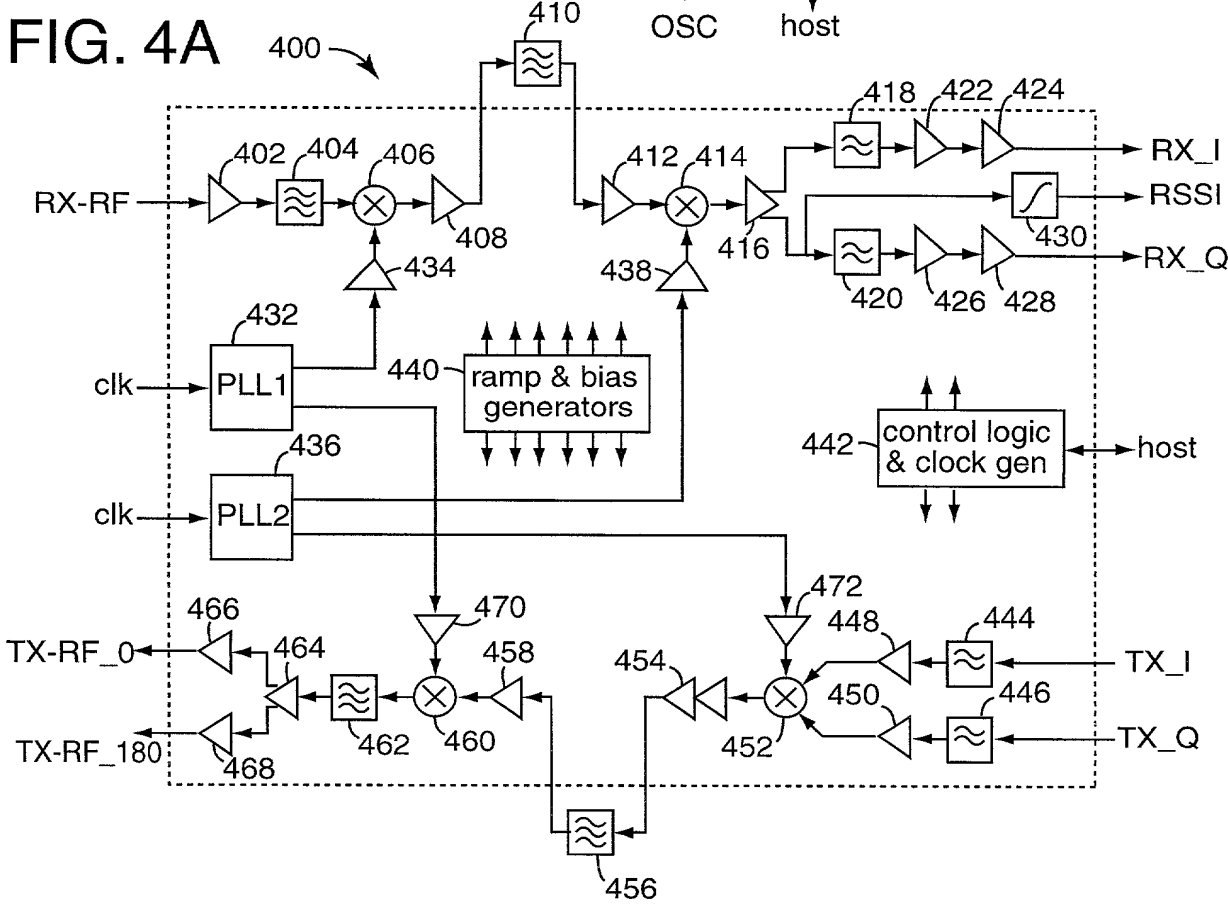 FIG. 4A
OSC
host
400
410
402
404
406
408
412
414
416
418
422
424
RX-RF
RX_I
RSSI
430
RX_Q
420
426
428
434
438
432
clk
PLL1
440
ramp & bias
generators
436
clk
PLL2
442
control logic
& clock gen
host
466
464
470
458
454
472
448
444
TX-RF_0
TX_I
450
446
TX-RF_180
468
462
460
452
TX_Q
456